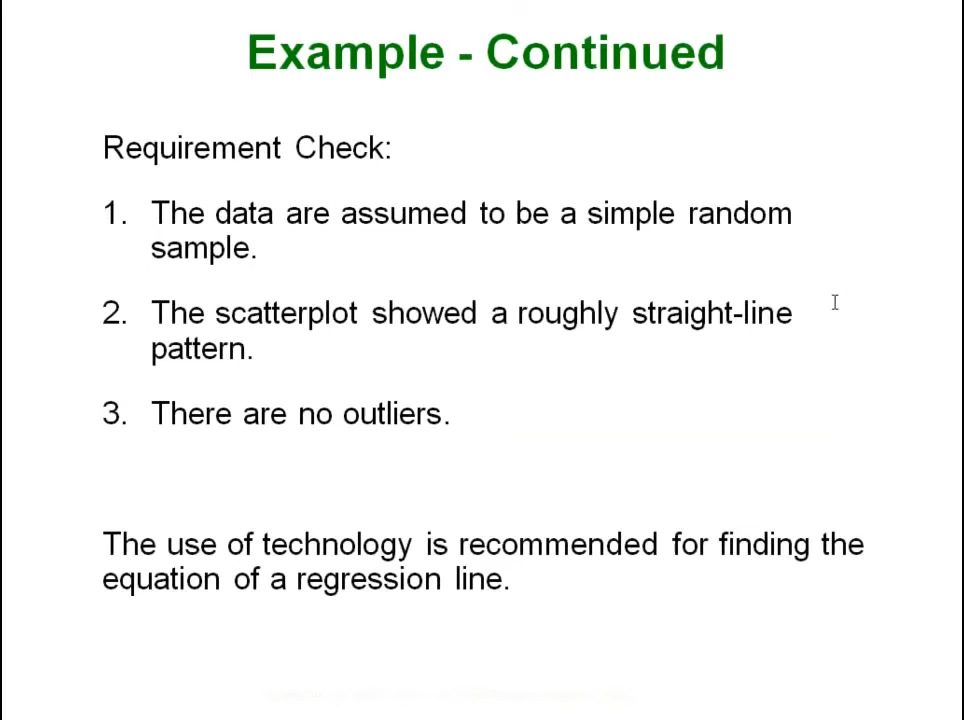 Example - Continued
Requirement Check:
1. The data are assumed to be a simple random
sample.
2. The scatterplot showed a roughly straight-line
pattern.
3. There are no outliers.
The use of technology is recommended for finding the
equation of a regression line.